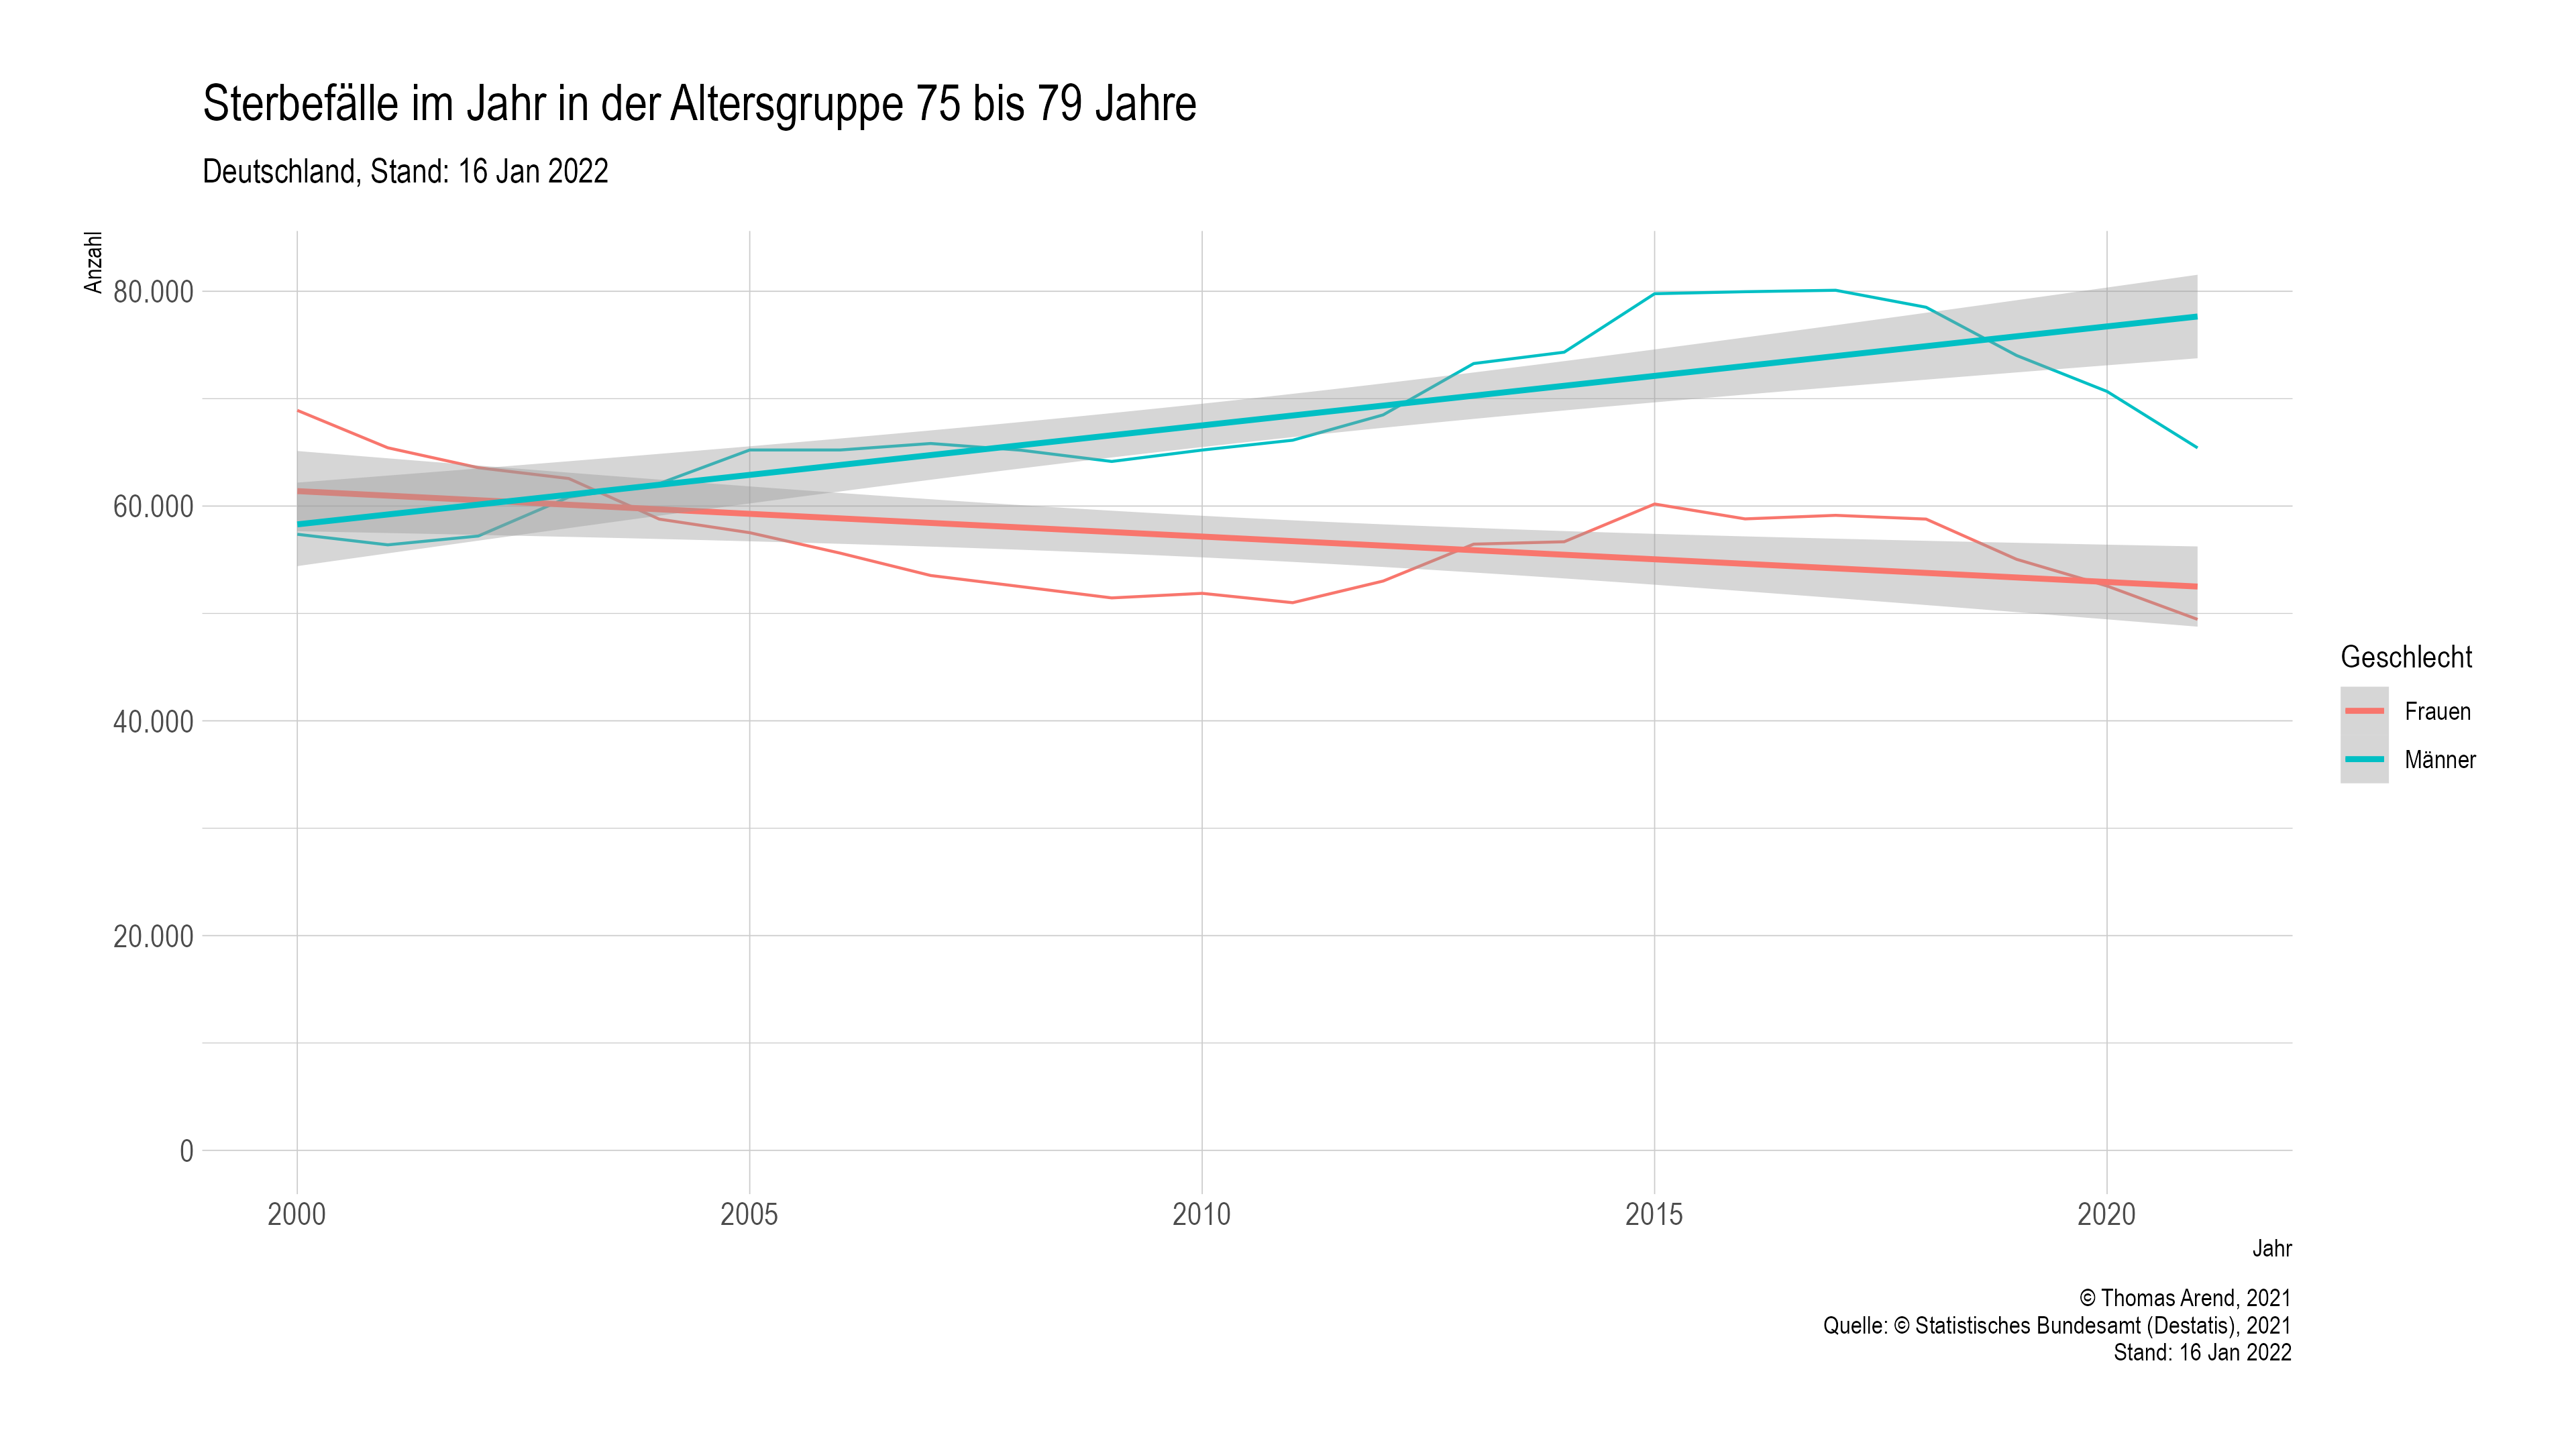 Sterbefälle im Jahr in der Altersgruppe 75 bis 79 Jahre
Deutschland, Stand: 16 Jan 2022
Anzahl
80.000
60.000
40.000
20.000
0
2000
2005
2010
2015
2020
Jahr
Geschlecht
Frauen
Männer
© Thomas Arend, 2021
Quelle: © Statistisches Bundesamt (Destatis), 2021
Stand: 16 Jan 2022